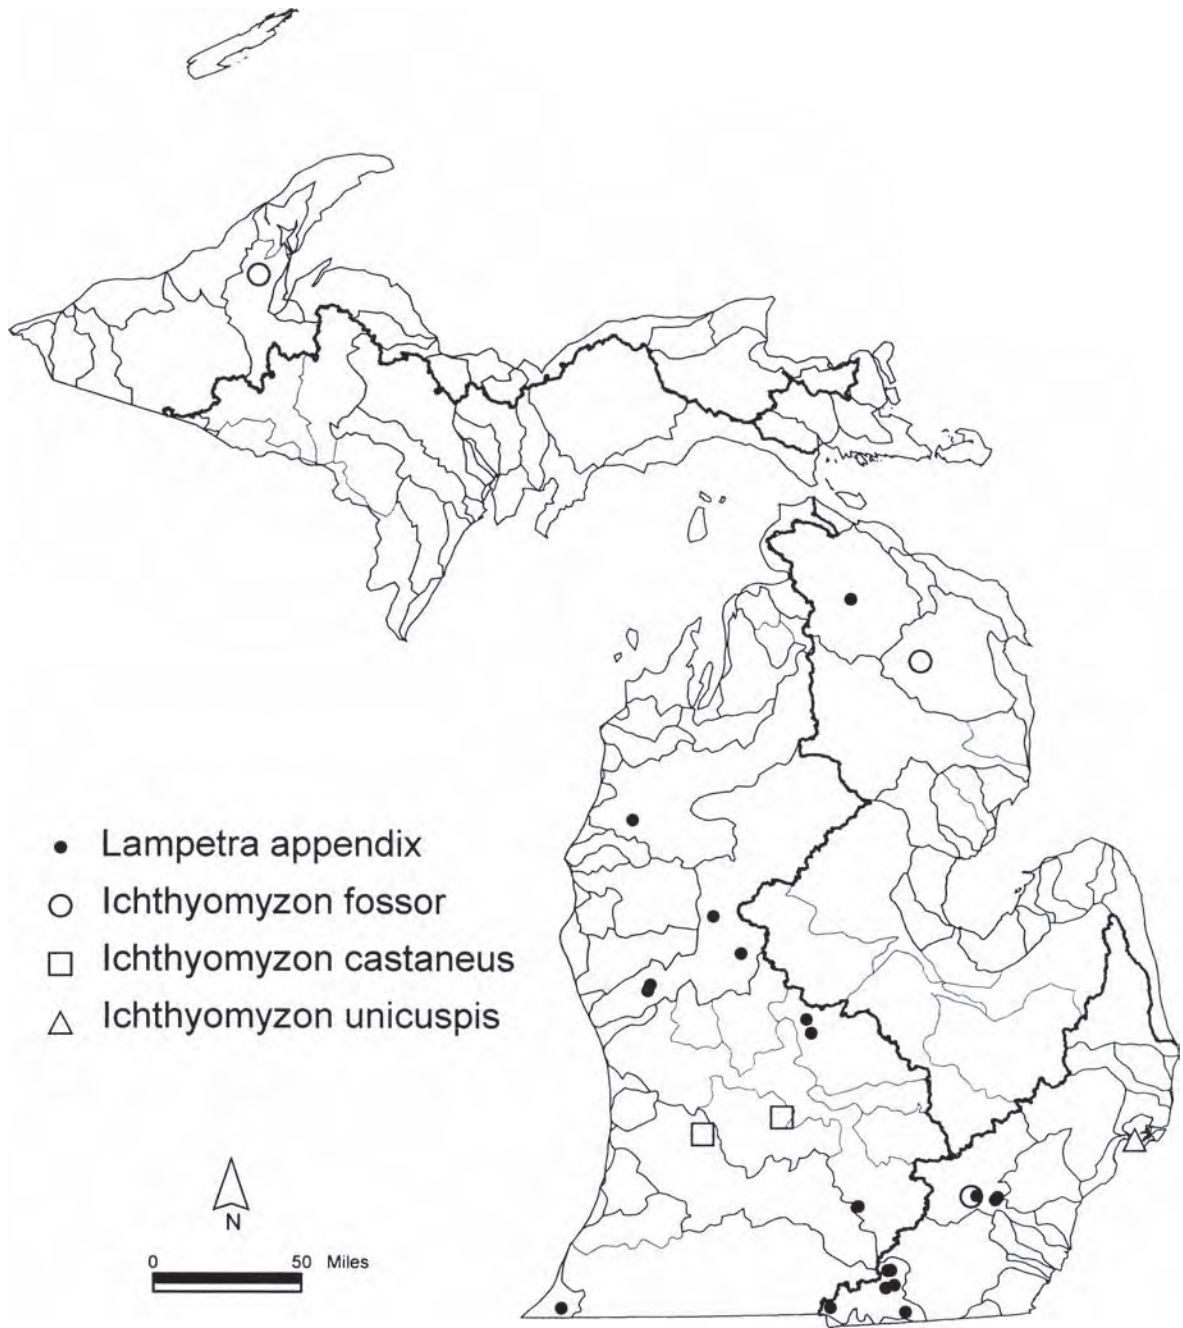 Lampetra appendix
Ichthyomyzon fossor
Ichthyomyzon castaneus
Ichthyomyzon unicuspis
N
0 50 Miles